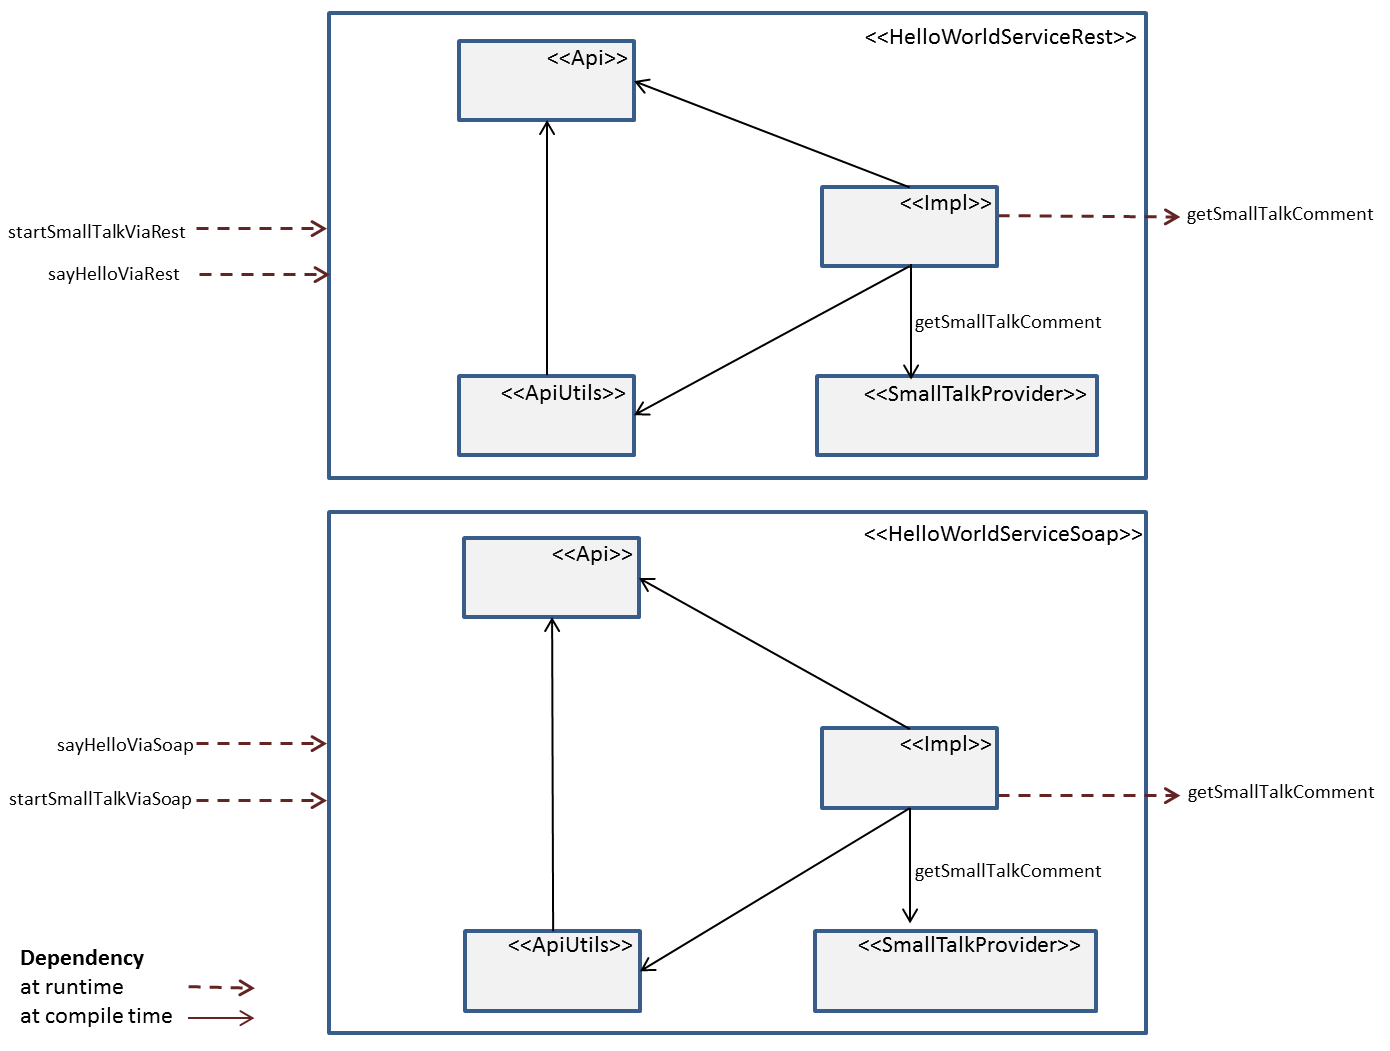 <<HelloWorldServiceRest>>
<<Api>>
<<Impl>>
getSmallTalkComment
startSmallTalkViaRest
sayHelloViaRest
getSmallTalkComment
<<ApiUtils>>
<<SmallTalkProvider>>
<<HelloWorldServiceSoap>>
<<Api>>
<<Impl>>
sayHelloViaSoap
startSmallTalkViaSoap
getSmallTalkComment
getSmallTalkComment
<<ApiUtils>>
<<SmallTalkProvider>>
Dependency
at runtime
at compile time